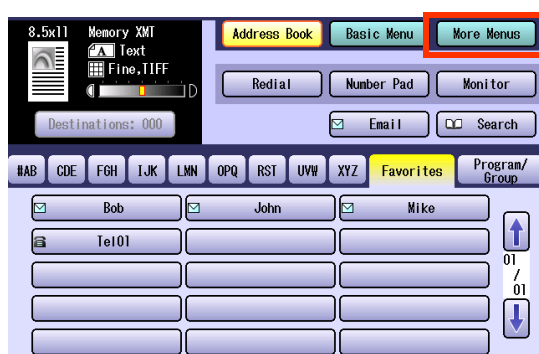 8.5x11 Memory XMT
A Text
Fine,TIFF
D
Destinations: 000
Address Book Basic Menu More Menus
Redial Number Pad Monitor
Email Search
#AB CDE FGH IJK LMN OPQ RST UVW XYZ Favorites Program/
Group
Bob John Mike
Tel01
01
/
01